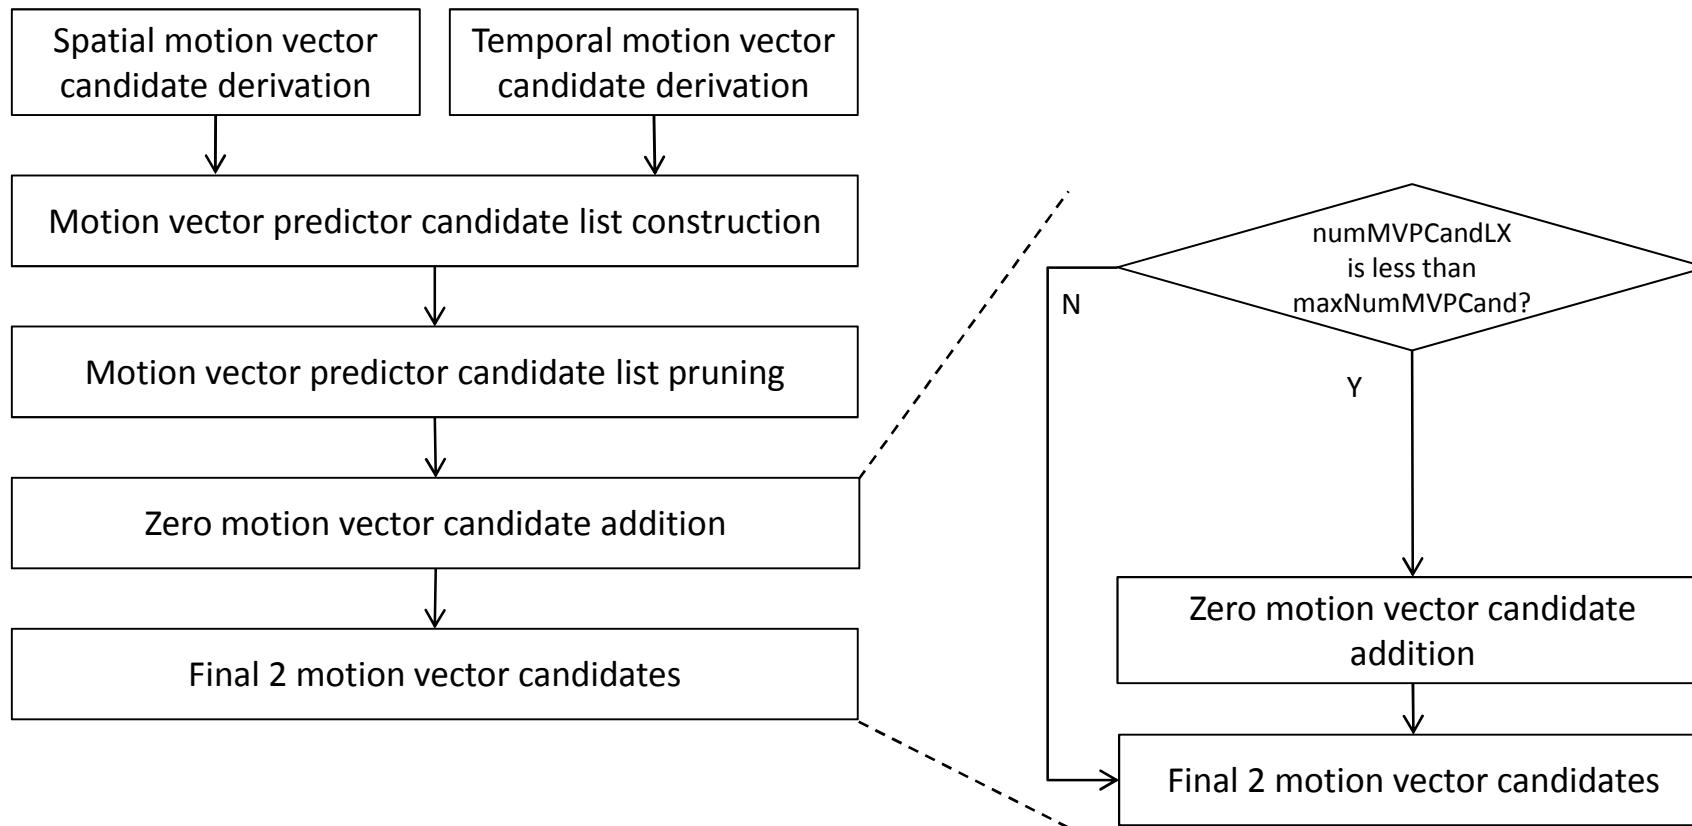 Spatial motion vector
candidate derivation
Temporal motion vector
candidate derivation
Motion vector predictor candidate list construction
Motion vector predictor candidate list pruning
Zero motion vector candidate addition
Final 2 motion vector candidates
numMVPCandLX
is less than
maxNumMVPCand?
N
Y
Zero motion vector candidate
addition
Final 2 motion vector candidates